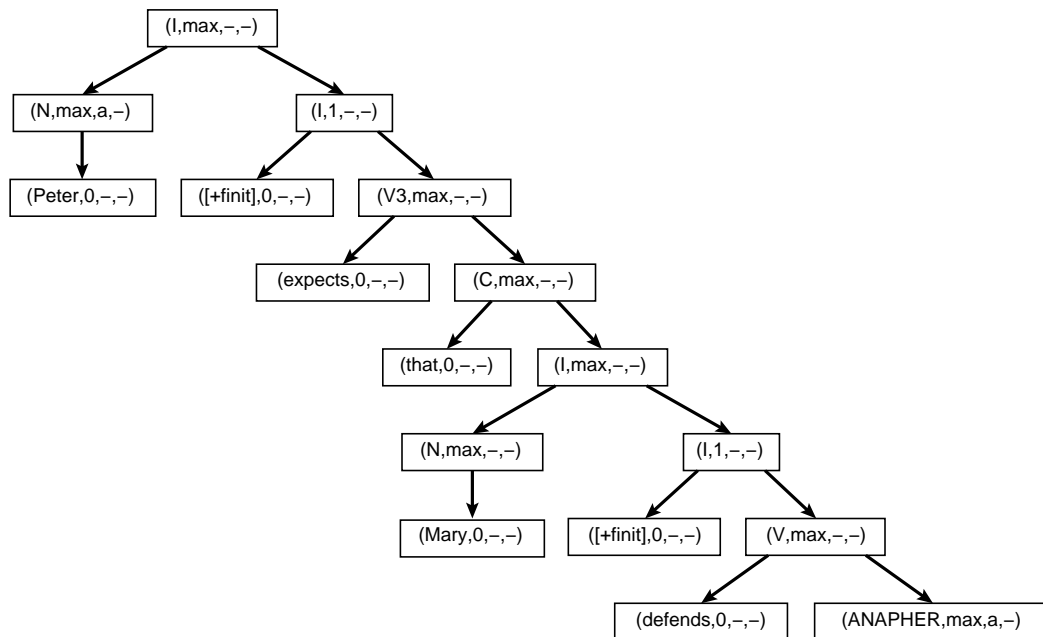 (I,max,–,–)
(N,max,a,–)
(I,1,–,–)
(Peter,0,–,–)
([+finit],0,–,–)
(V3,max,–,–)
(expects,0,–,–)
(C,max,–,–)
(that,0,–,–)
(I,max,–,–)
(N,max,–,–)
(I,1,–,–)
(Mary,0,–,–)
([+finit],0,–,–)
(V,max,–,–)
(defends,0,–,–)
(ANAPHER,max,a,–)